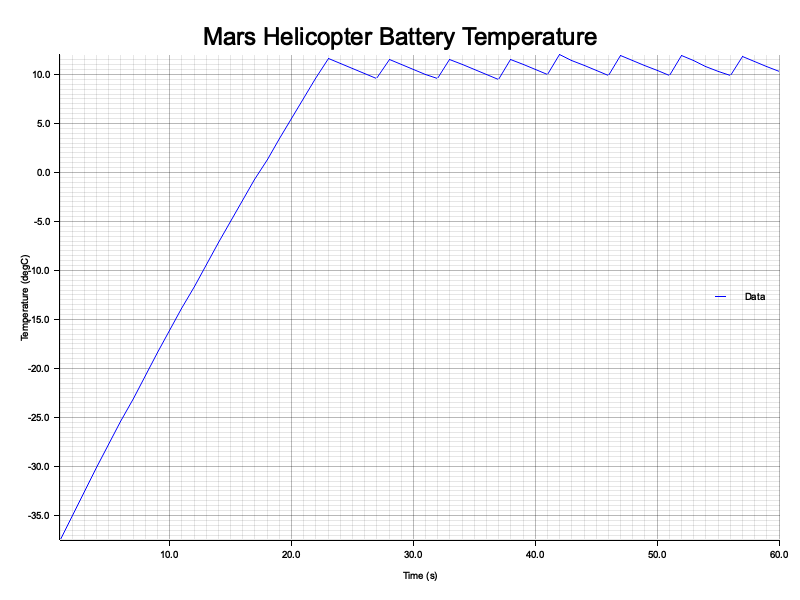 Mars Helicopter Battery Temperature
10.0
5.0
0.0
-5.0
-10.0
-15.0
-20.0
-25.0
-30.0
-35.0
Temperature (degC)
Data
10.0 20.0 30.0 40.0 50.0 60.0
Time (s)